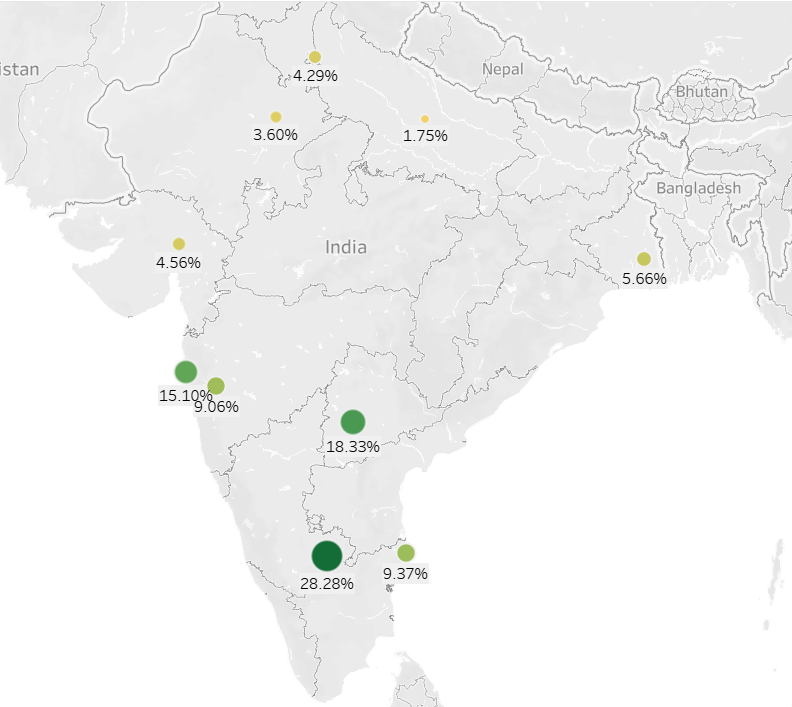 istan
4.29%
Nepal
Bhutan
3.60%
1.75%
Bangladesh
India
4.56%
5.66%
15.10%
9.06%
18.33%
28.28%
9.37%